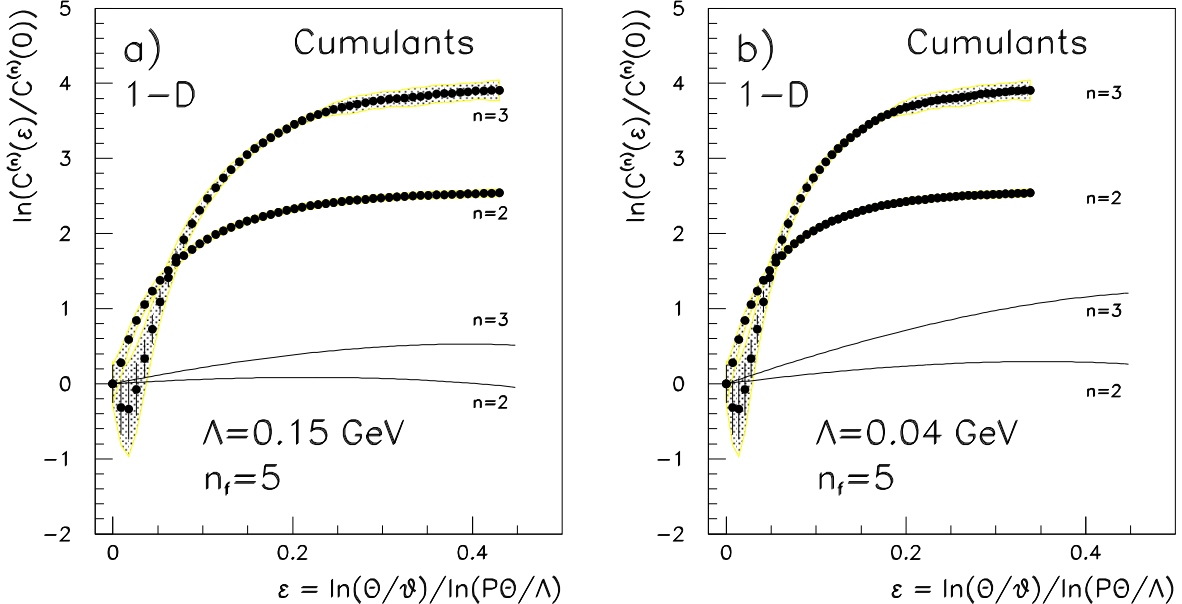 a)
Cumulants
1-D
n=3
n=2
n=3
n=2
Λ=0.15 GeV
n_f=5
ln(C^(n)(ε)/C^(n)(0))
5
4
3
2
1
0
-1
-2
0
0.2
0.4
ε = ln(Θ/ϑ)/ln(PΘ/Λ)
b)
Cumulants
1-D
n=3
n=2
n=3
n=2
Λ=0.04 GeV
n_f=5
ln(C^(n)(ε)/C^(n)(0))
5
4
3
2
1
0
-1
-2
0
0.2
0.4
ε = ln(Θ/ϑ)/ln(PΘ/Λ)